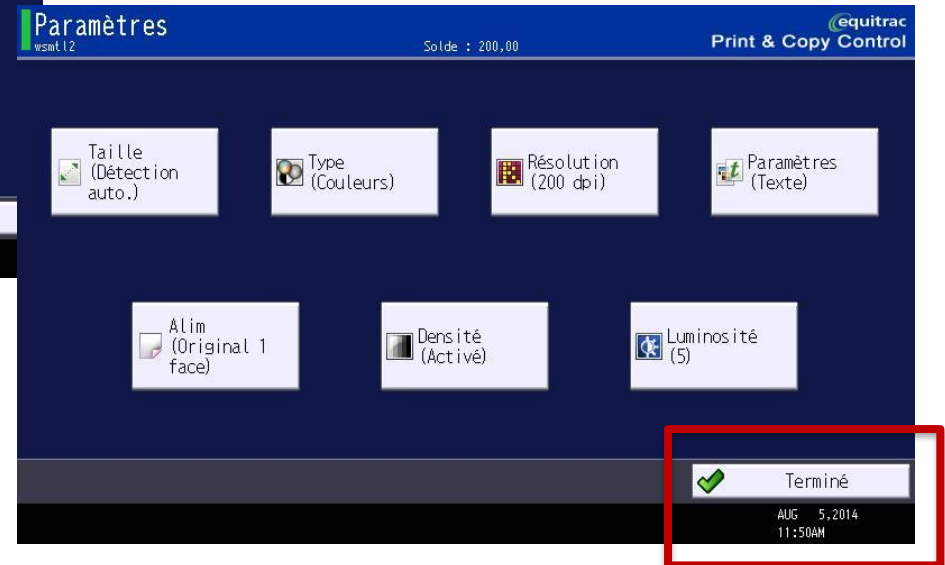 Paramètres
wsmtl2
Solde : 200,00
equitrac
Print & Copy Control
Taille
(Détection
auto.)
Type
(Couleurs)
Résolution
(200 dpi)
Paramètres
(Texte)
Alim
(Original 1
face)
Densité
(Activé)
Luminosité
(5)
Terminé
AUG 5,2014
11:50AM